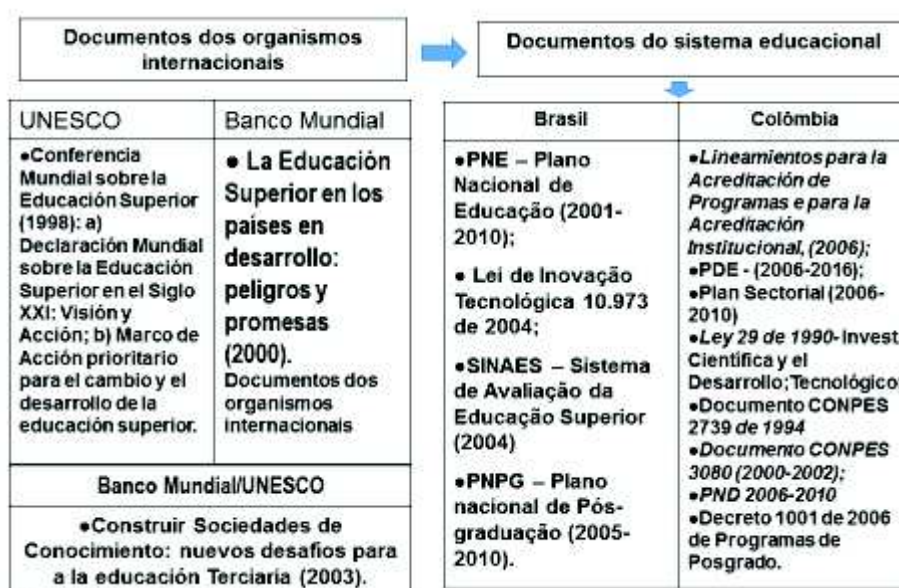 Documentos dos organismos
internacionais
Documentos do sistema educacional
UNESCO
•Conferencia
Mundial sobre la
Educación Superior
(1998): a)
Declaración Mundial
sobre la Educación
Superior en el Siglo
XXI: Visión y
Acción; b) Marco de
Acción prioritario
para el cambio y el
desarrollo de la
educación superior.
Banco Mundial
• La Educación
Superior en los
países en
desarrollo:
peligros y
promesas
(2000).
Documentos dos
organismos
internacionais
Banco Mundial/UNESCO
•Construir Sociedades de
Conocimiento: nuevos desafios para
a la educación Terciaria (2003).
Brasil
•PNE – Plano
Nacional de
Educação (2001-
2010);
• Lei de Inovação
Tecnológica 10.973
de 2004;
•SINAES – Sistema
de Avaliação da
Educação Superior
(2004)
•PNPG – Plano
nacional de Pós-
graduação (2005-
2010).
Colômbia
•Lineamientos para la
Acreditación de
Programas e para la
Acreditación
Institucional, (2006);
•PDE - (2006-2016);
•Plan Sectorial (2006-
2010)
•Ley 29 de 1990- Invest
Científica y el
Desarrollo; Tecnológico
•Documento CONPES
2739 de 1994
•Documento CONPES
3080 (2000-2002);
•PND 2006-2010
•Decreto 1001 de 2006
de Programas de
Posgrado.